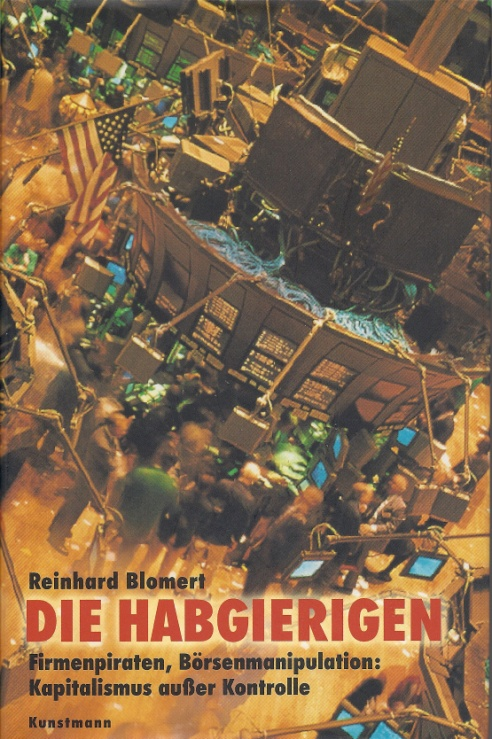 Reinhard Blomert
DIE HABGIERIGEN
Firmenpiraten, Börsenmanipulation:
Kapitalismus außer Kontrolle
Kunstmann